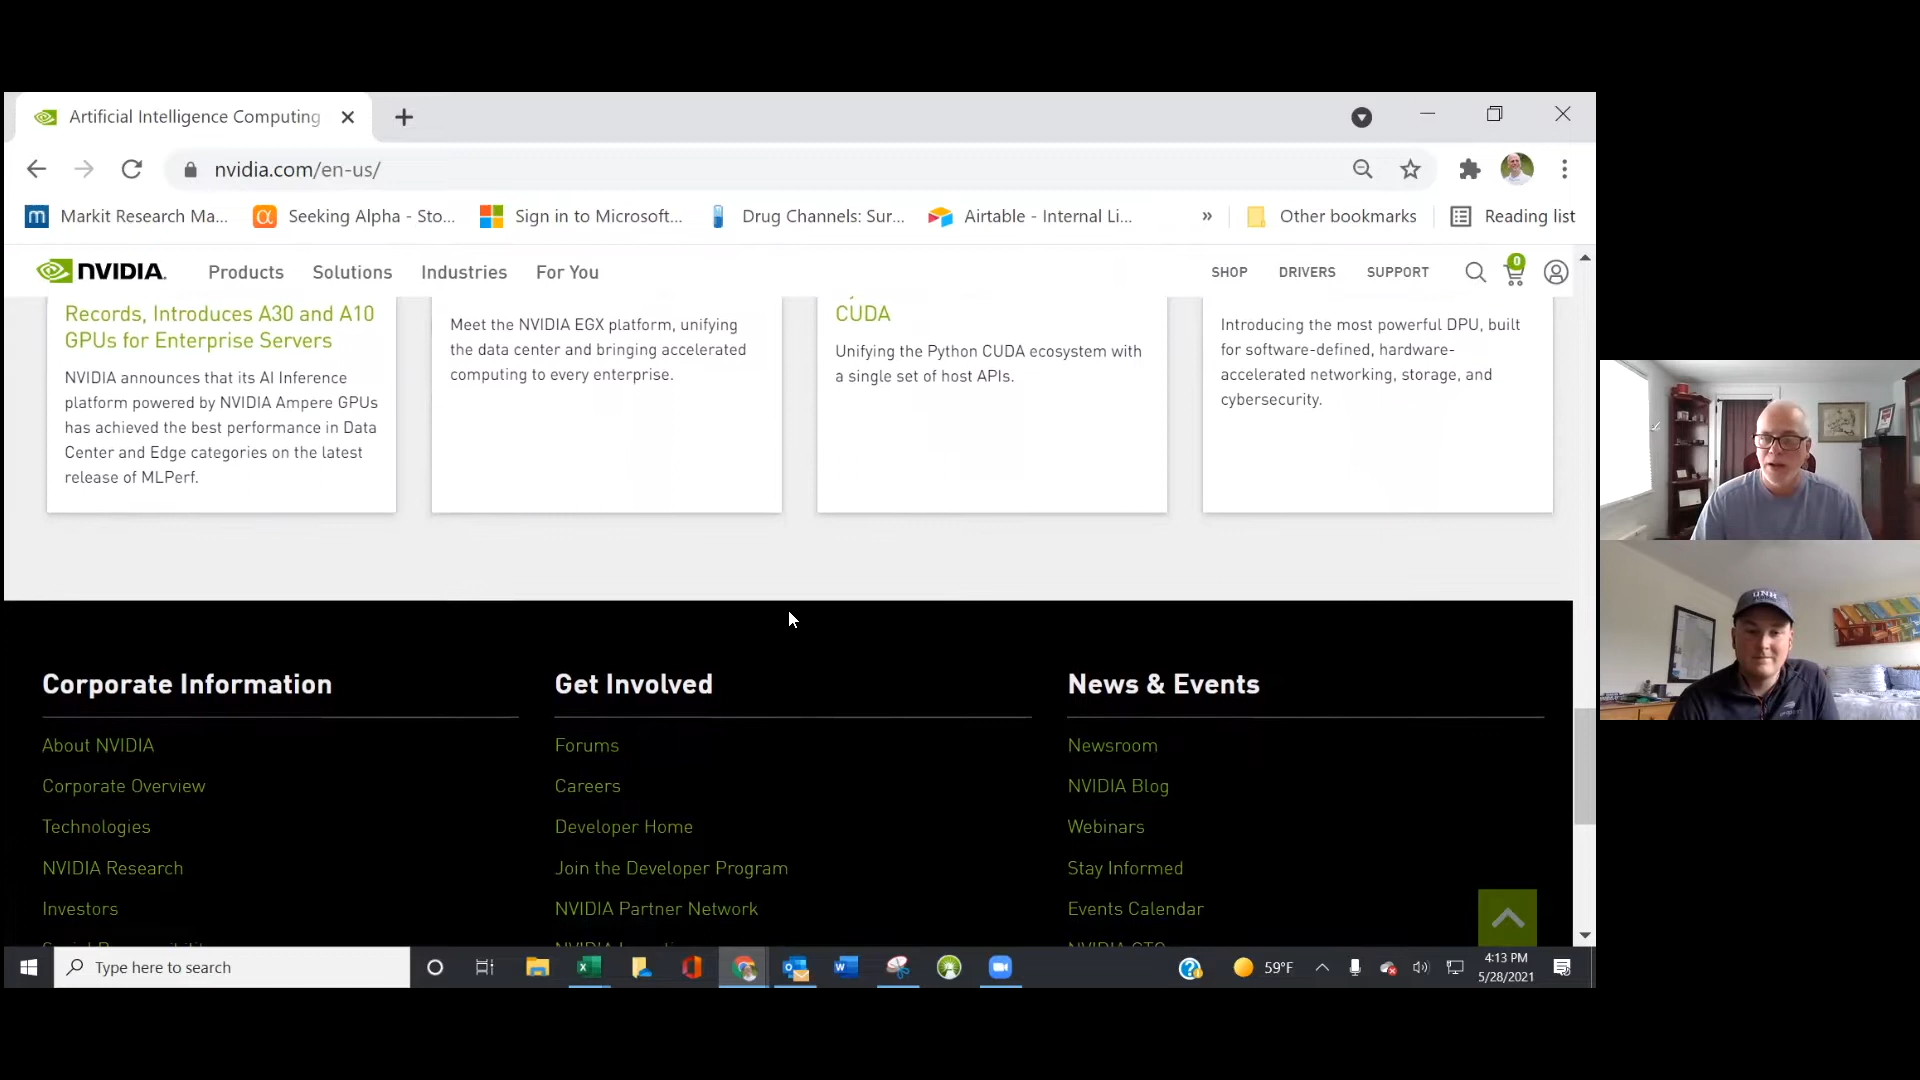 Artificial Intelligence Computing
nvidia.com/en-us/
Markit Research Ma...
Seeking Alpha - Sto...
Sign in to Microsoft...
Drug Channels: Sur...
Airtable - Internal Li...
»
Other bookmarks
Reading list
NVIDIA.
Products
Solutions
Industries
For You
SHOP
DRIVERS
SUPPORT
0
Records, Introduces A30 and A10
GPUs for Enterprise Servers
NVIDIA announces that its AI Inference
platform powered by NVIDIA Ampere GPUs
has achieved the best performance in Data
Center and Edge categories on the latest
release of MLPerf.
Meet the NVIDIA EGX platform, unifying
the data center and bringing accelerated
computing to every enterprise.
CUDA
Unifying the Python CUDA ecosystem with
a single set of host APIs.
Introducing the most powerful DPU, built
for software-defined, hardware-
accelerated networking, storage, and
cybersecurity.
Corporate Information
About NVIDIA
Corporate Overview
Technologies
NVIDIA Research
Investors
Get Involved
Forums
Careers
Developer Home
Join the Developer Program
NVIDIA Partner Network
News & Events
Newsroom
NVIDIA Blog
Webinars
Stay Informed
Events Calendar
Type here to search
59°F
4:13 PM
5/28/2021
UNH